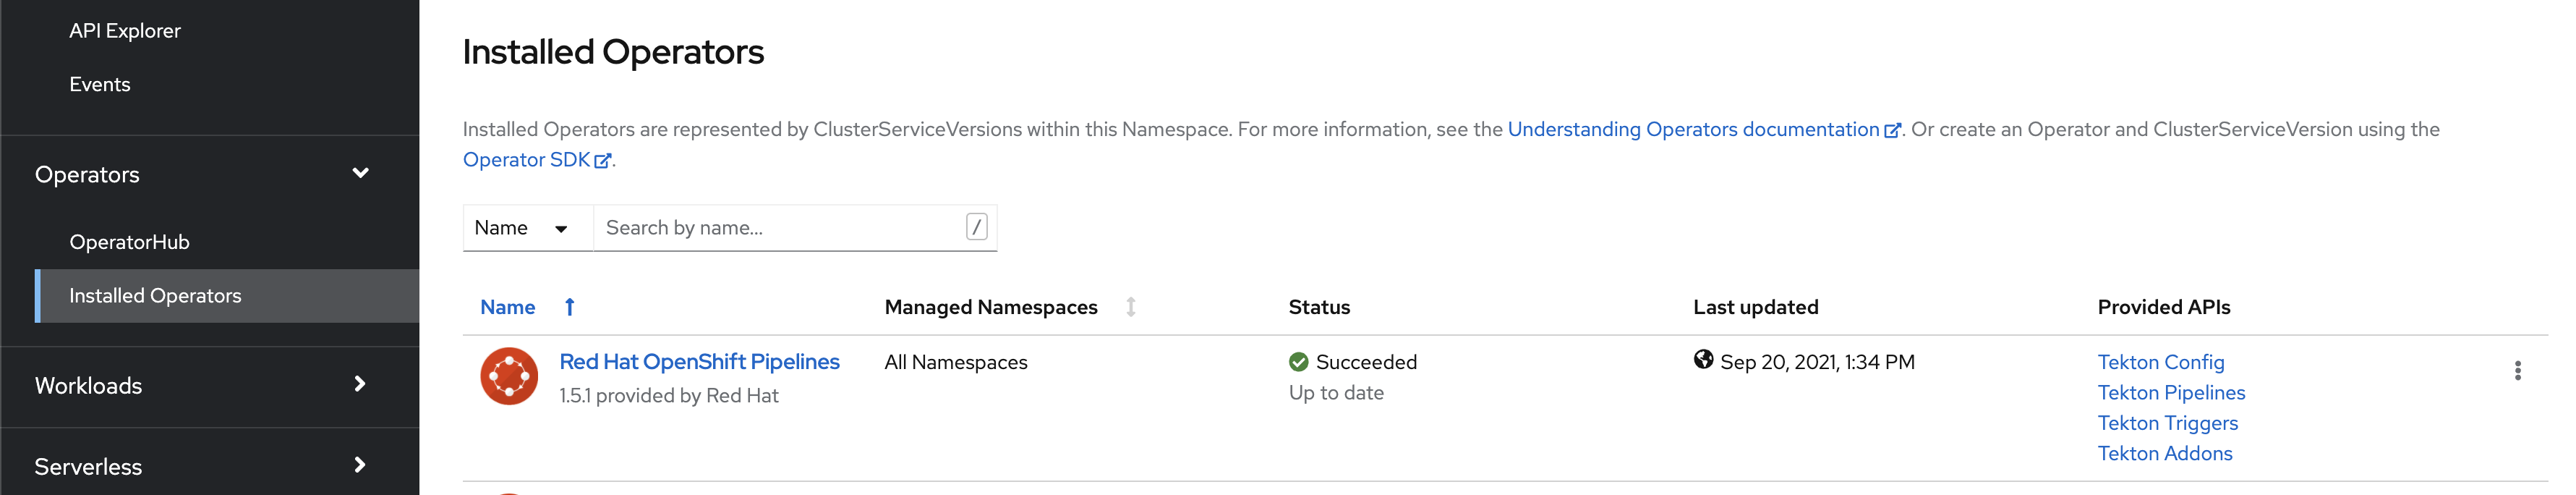 API Explorer
Events
Operators
OperatorHub
Installed Operators
Workloads
Serverless
Installed Operators
Installed Operators are represented by ClusterServiceVersions within this Namespace. For more information, see the Understanding Operators documentation. Or create an Operator and ClusterServiceVersion using the
Operator SDK.
Name Search by name... /
Name Managed Namespaces Status Last updated Provided APIs
Red Hat OpenShift Pipelines All Namespaces Succeeded Sep 20, 2021, 1:34 PM Tekton Config
1.5.1 provided by Red Hat Up to date Tekton Pipelines
Tekton Triggers
Tekton Addons